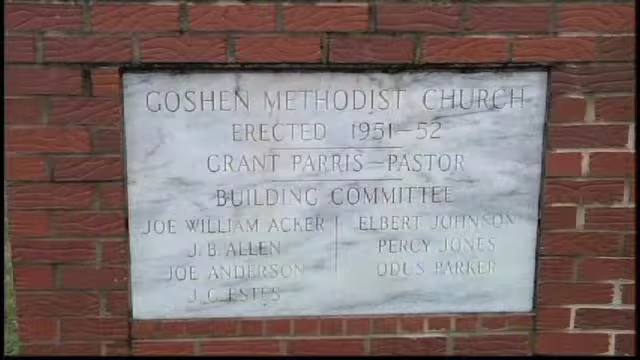 GOSHEN METHODIST CHURCH
ERECTED 1951-52
GRANT PARRIS-PASTOR
BUILDING COMMITTEE
JOE WILLIAM ACKER
J. B. ALLEN
JOE ANDERSON
J. C. ESTES
ELBERT JOHNSON
PERCY JONES
ODUS PARKER